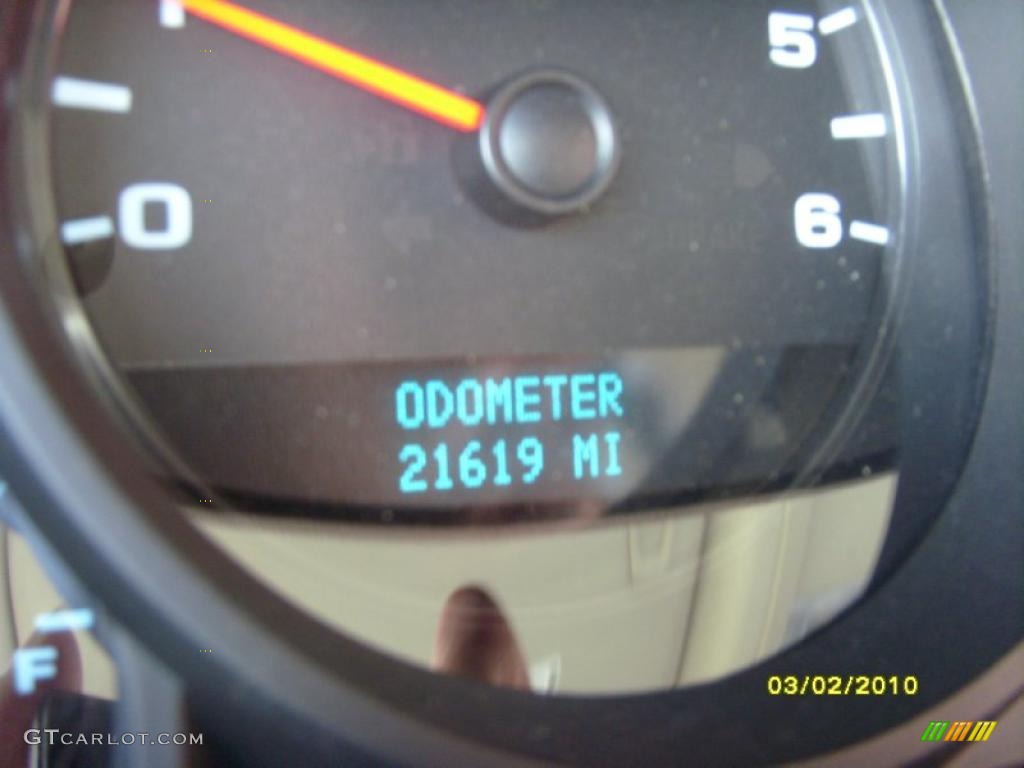 5
0
6
ODOMETER
21619 MI
F
03/02/2010
GTCARLOT.COM